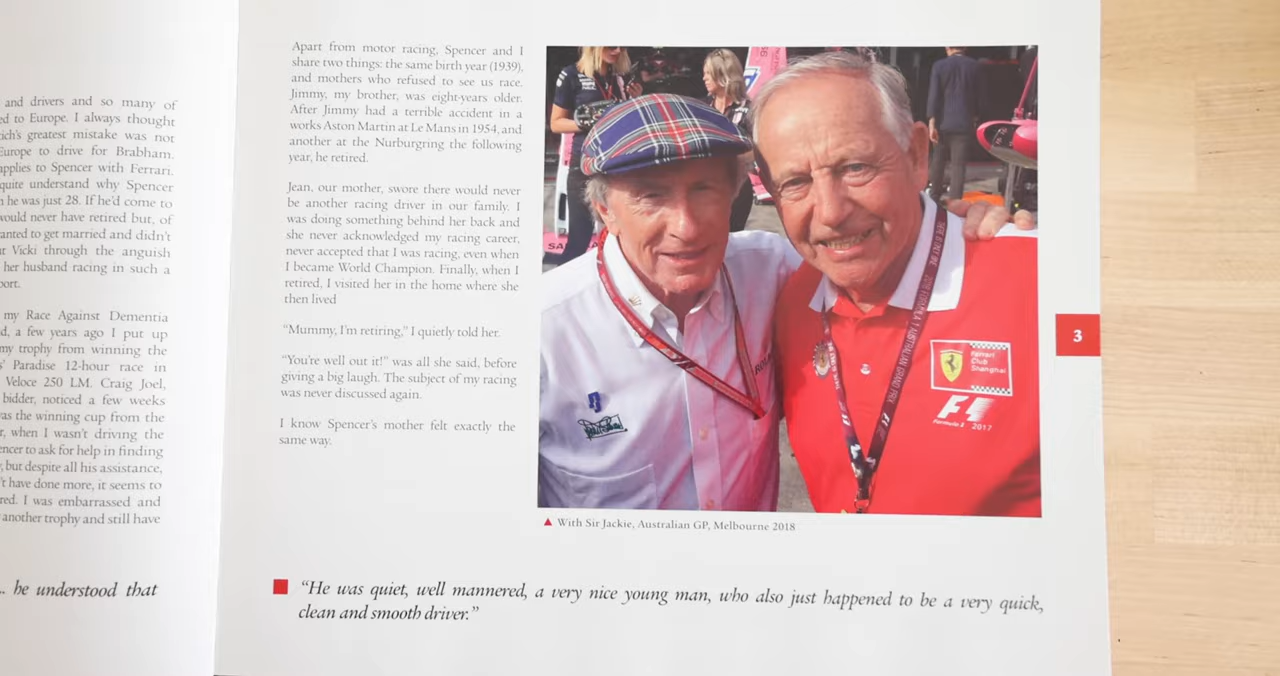 and drivers and so many of
to Europe. I always thought
greatest mistake was not
Europe to drive for Brabham.
applies to Spencer with Ferrari.
quite understand why Spencer
he was just 28. If he'd come to
would never have retired but, of
wanted to get married and didn't
Vicki through the anguish
her husband racing in such a
my Race Against Dementia
a few years ago I put up
my trophy from winning the
Paradise 12-hour race in
Veloce 250 LM. Craig Joel,
bidder, noticed a few weeks
was the winning cup from the
when I wasn't driving the
Spencer to ask for help in finding
but despite all his assistance,
have done more, it seems to
I was embarrassed and
another trophy and still have
.. he understood that
Apart from motor racing, Spencer and I
share two things: the same birth year (1939),
and mothers who refused to see us race.
Jimmy, my brother, was eight-years older.
After Jimmy had a terrible accident in a
works Aston Martin at Le Mans in 1954, and
another at the Nurburgring the following
year, he retired.
Jean, our mother, swore there would never
be another racing driver in our family. I
was doing something behind her back and
she never acknowledged my racing career,
never accepted that I was racing, even when
I became World Champion. Finally, when I
retired, I visited her in the home where she
then lived
“Mummy, I'm retiring,” I quietly told her.
“You're well out it!” was all she said, before
giving a big laugh. The subject of my racing
was never discussed again.
I know Spencer's mother felt exactly the
same way.
Ferrari
Club
Shanghai
F1
Formula 1 2017
▲ With Sir Jackie, Australian GP, Melbourne 2018
3
“He was quiet, well mannered, a very nice young man, who also just happened to be a very quick,
clean and smooth driver.”